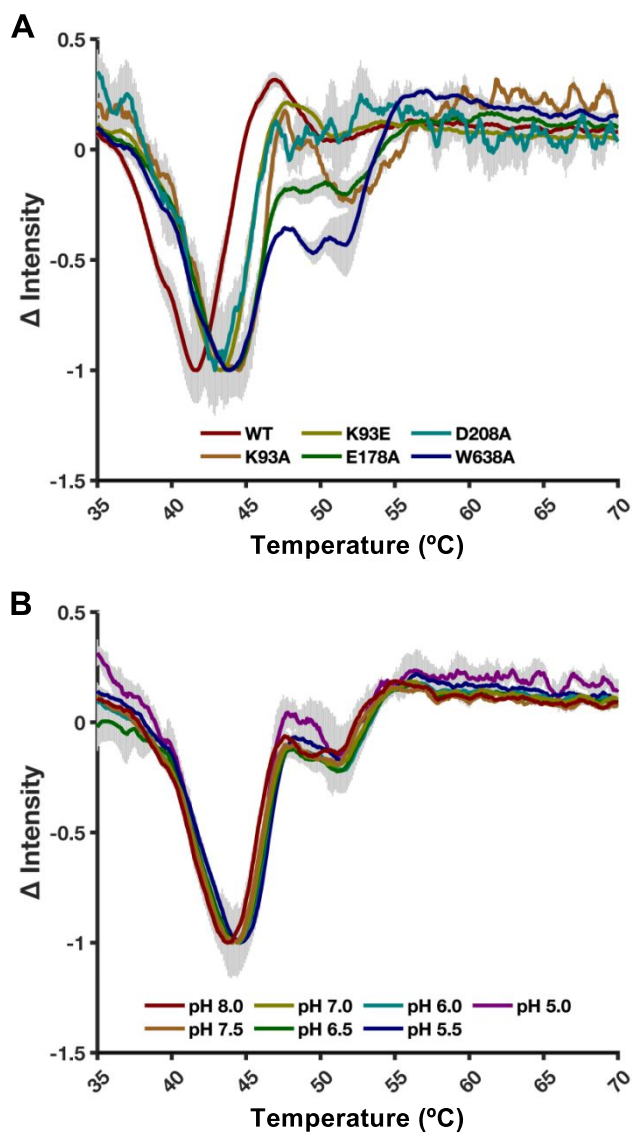 A
0.5
0
-0.5
-1
-1.5
Δ Intensity
WT K93E D208A
K93A E178A W638A
35 40 45 50 55 60 65 70
Temperature (ºC)
B
0.5
0
-0.5
-1
-1.5
Δ Intensity
pH 8.0 pH 7.0 pH 6.0 pH 5.0
pH 7.5 pH 6.5 pH 5.5
35 40 45 50 55 60 65 70
Temperature (ºC)